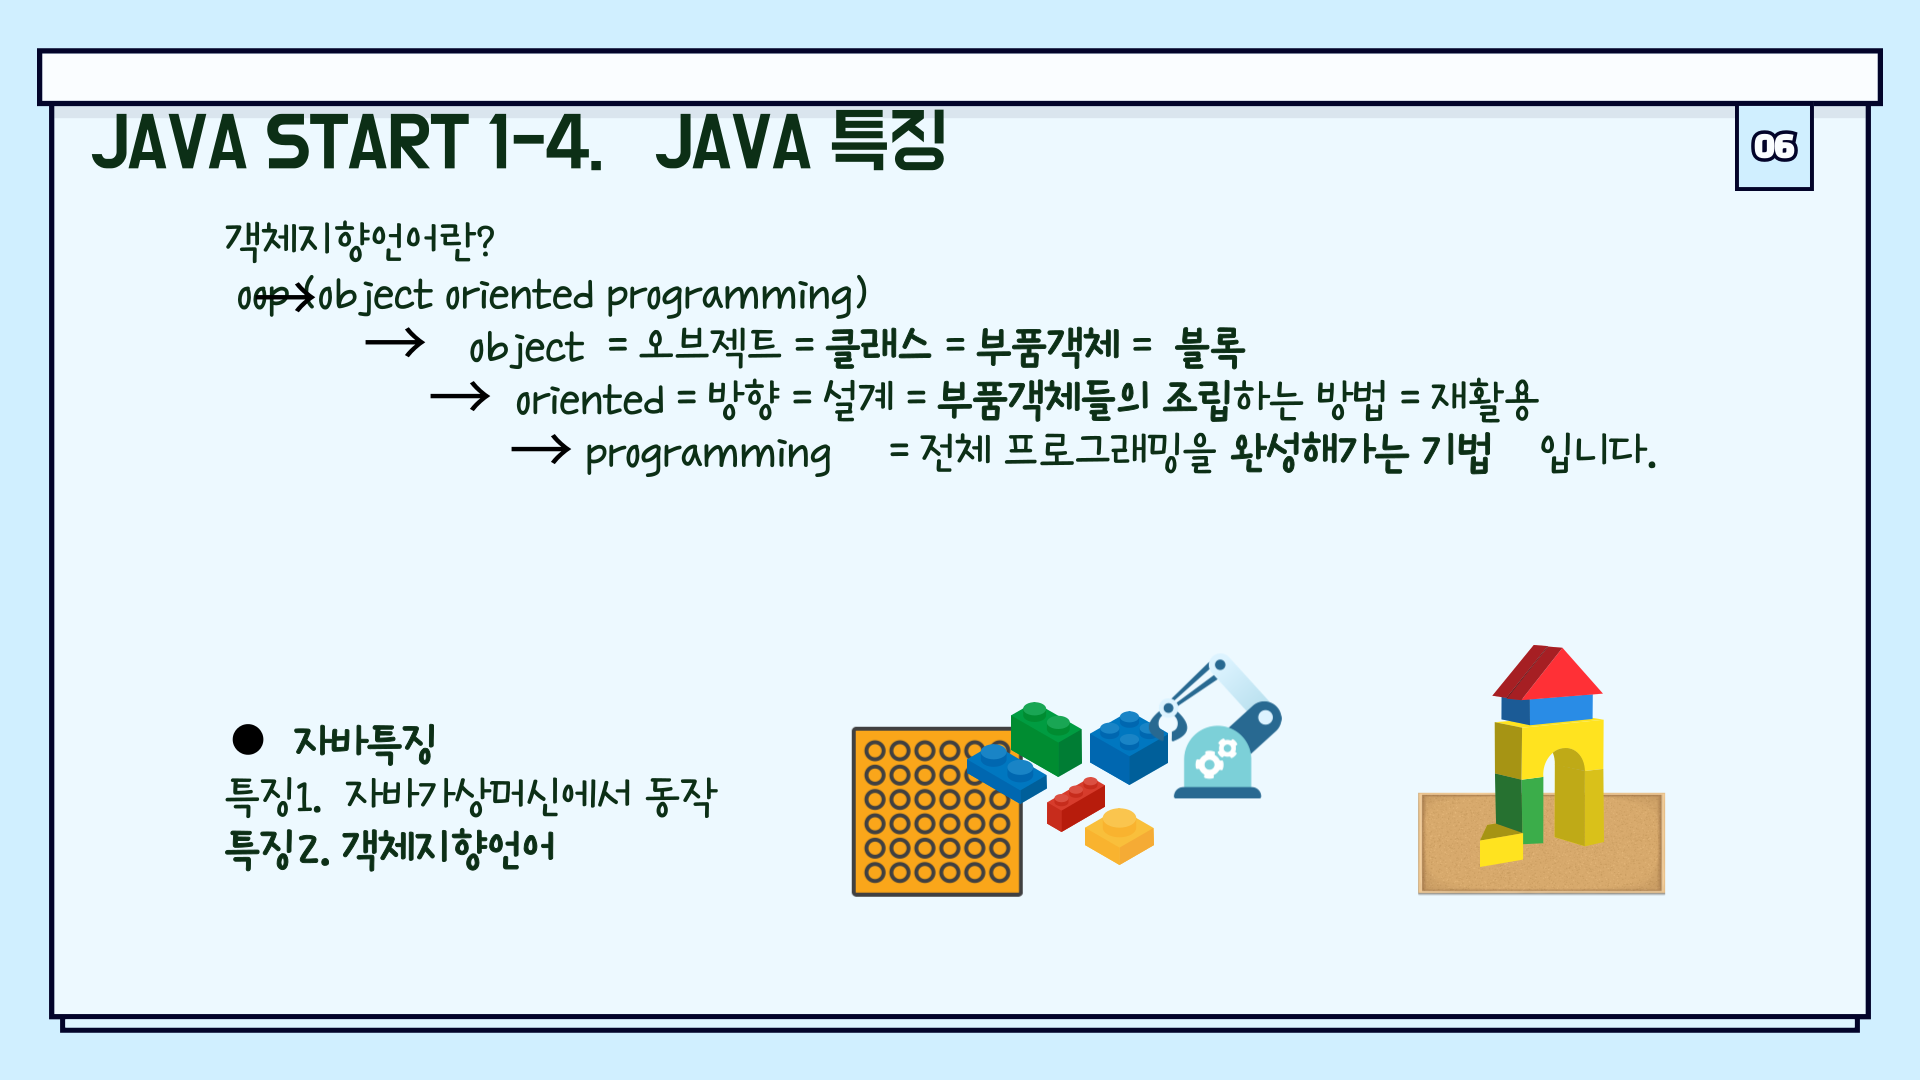 JAVA START 1-4. JAVA 특징
06
객체지향언어란?
oop (object oriented programming)
→ object = 오브젝트 = 클래스 = 부품객체 = 블록
→ oriented = 방향 = 설계 = 부품객체들의 조립하는 방법 = 재활용
→ programming = 전체 프로그래밍을 완성해가는 기법 입니다.
● 자바특징
특징1. 자바가상머신에서 동작
특징2. 객체지향언어